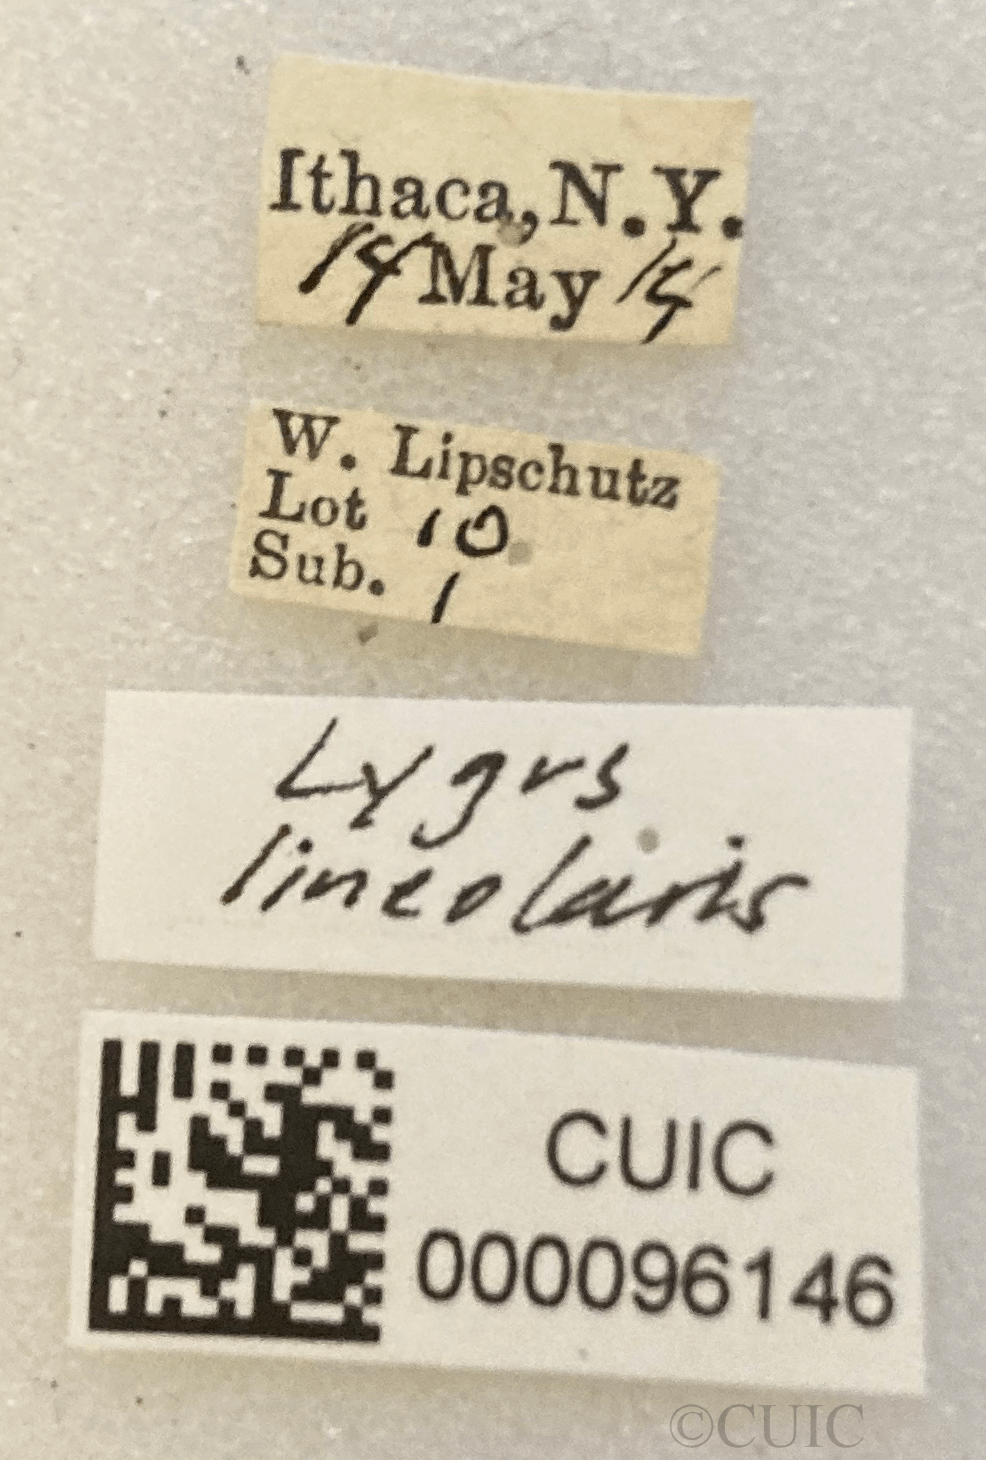 Ithaca, N.Y.
14 May 14
W. Lipschutz
Lot 10
Sub. 1
Lygus
lineolaris
CUIC
000096146
©CUIC